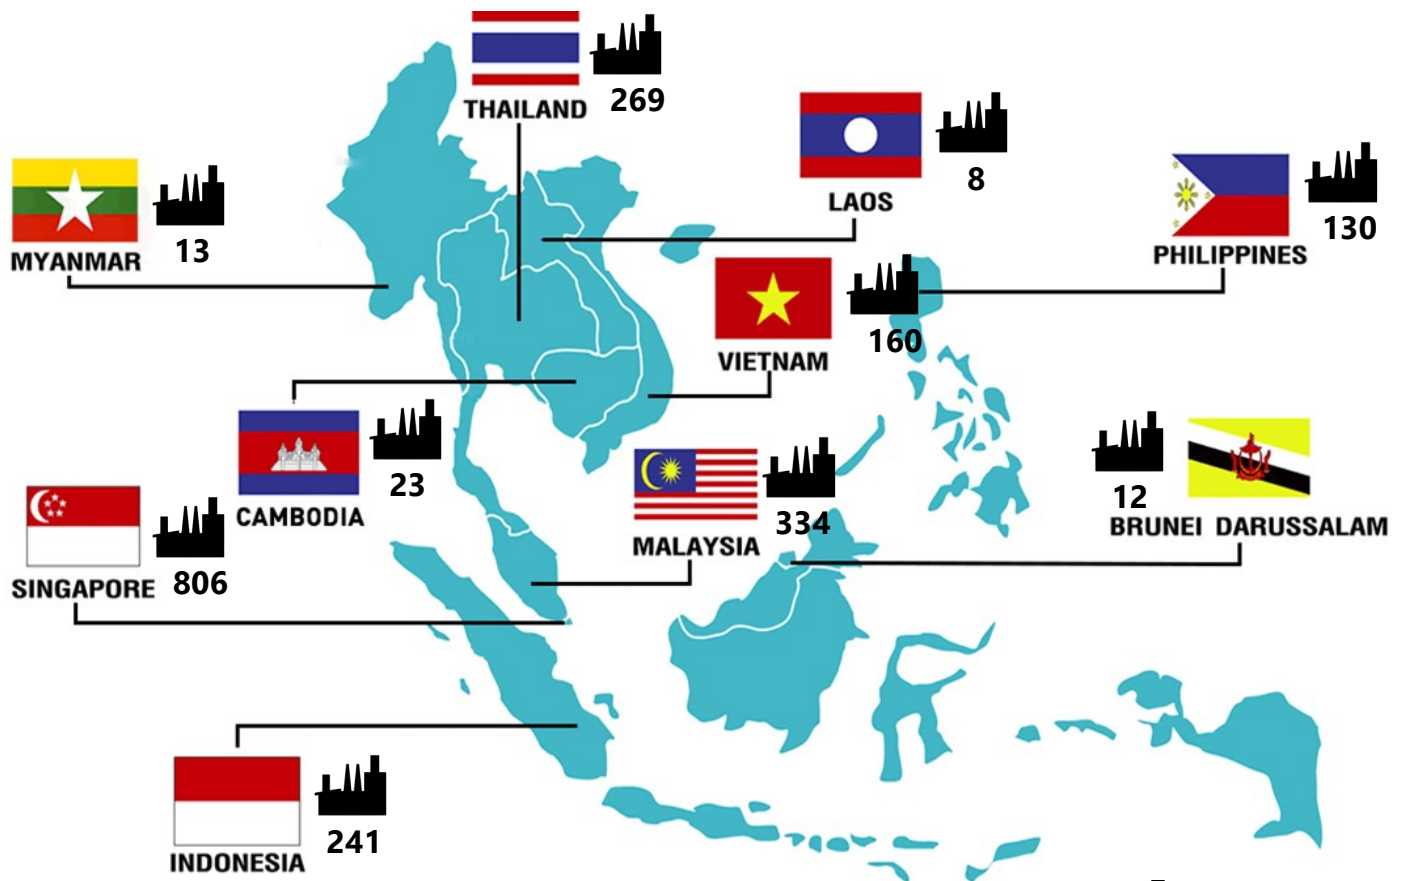 THAILAND
269
LAOS
8
MYANMAR
13
PHILIPPINES
130
VIETNAM
160
CAMBODIA
23
MALAYSIA
334
12
BRUNEI DARUSSALAM
SINGAPORE
806
INDONESIA
241